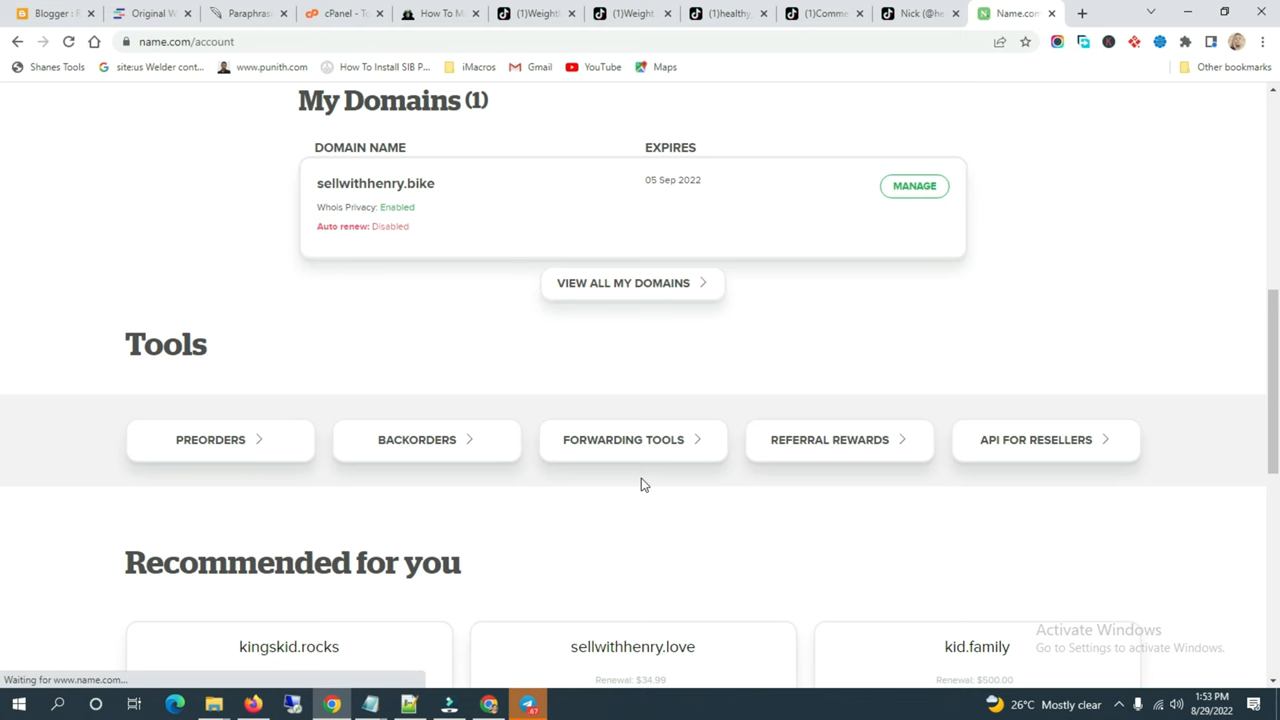 Blogger : R
Original W
Paraphras
cPanel - To
How To M
(1)Weight
(1)Weight
(1)healthy,
(1)Comme
Nick (@he
Name.com
name.com/account
Shanes Tools
site:us Welder cont...
www.punith.com
How To Install SIB P...
iMacros
Gmail
YouTube
Maps
Other bookmarks
My Domains (1)
DOMAIN NAME
EXPIRES
sellwithhenry.bike
05 Sep 2022
MANAGE
Whois Privacy: Enabled
Auto renew: Disabled
VIEW ALL MY DOMAINS
Tools
PREORDERS
BACKORDERS
FORWARDING TOOLS
REFERRAL REWARDS
API FOR RESELLERS
Recommended for you
kingskid.rocks
sellwithhenry.love
kid.family
Renewal: $34.99
Renewal: $500.00
Activate Windows
Go to Settings to activate Windows.
Waiting for www.name.com...
26°C Mostly clear
1:53 PM
8/29/2022